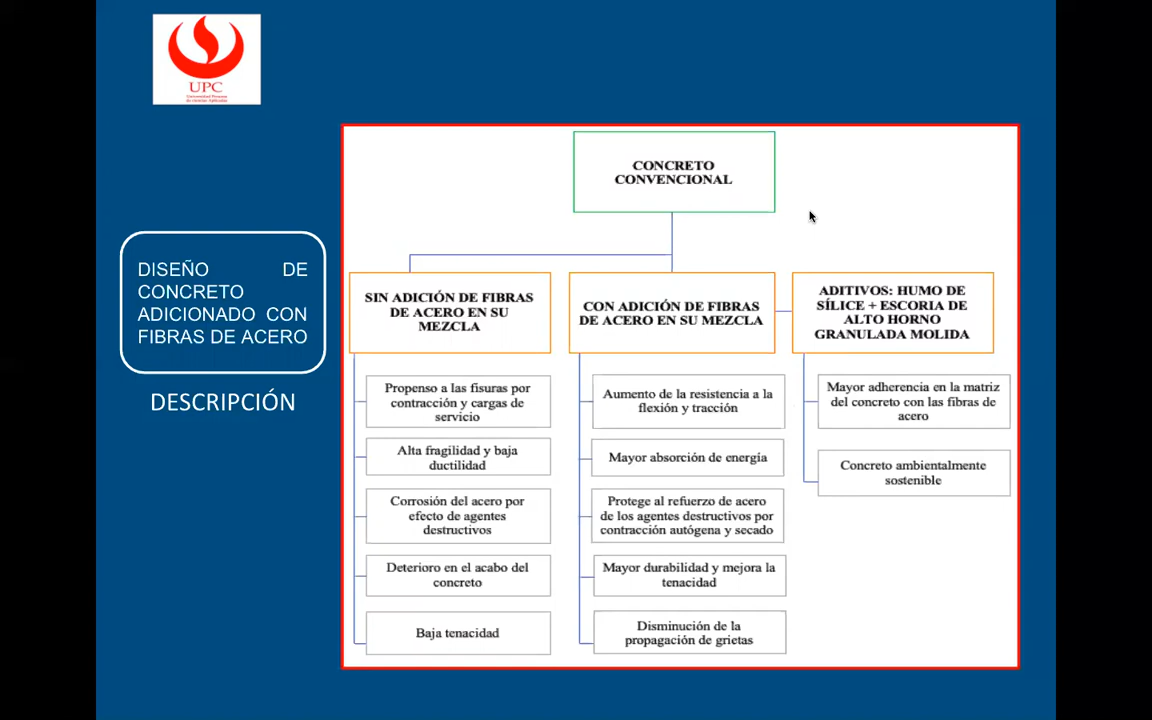 UPC
Universidad Peruana
de Ciencias Aplicadas
DISEÑO DE
CONCRETO
ADICIONADO CON
FIBRAS DE ACERO
DESCRIPCIÓN
CONCRETO
CONVENCIONAL
SIN ADICIÓN DE FIBRAS
DE ACERO EN SU
MEZCLA
Propenso a las fisuras por
contracción y cargas de
servicio
Alta fragilidad y baja
ductilidad
Corrosión del acero por
efecto de agentes
destructivos
Deterioro en el acabo del
concreto
Baja tenacidad
CON ADICIÓN DE FIBRAS
DE ACERO EN SU MEZCLA
Aumento de la resistencia a la
flexión y tracción
Mayor absorción de energía
Protege al refuerzo de acero
de los agentes destructivos por
contracción autógena y secado
Mayor durabilidad y mejora la
tenacidad
Disminución de la
propagación de grietas
ADITIVOS: HUMO DE
SÍLICE + ESCORIA DE
ALTO HORNO
GRANULADA MOLIDA
Mayor adherencia en la matriz
del concreto con las fibras de
acero
Concreto ambientalmente
sostenible